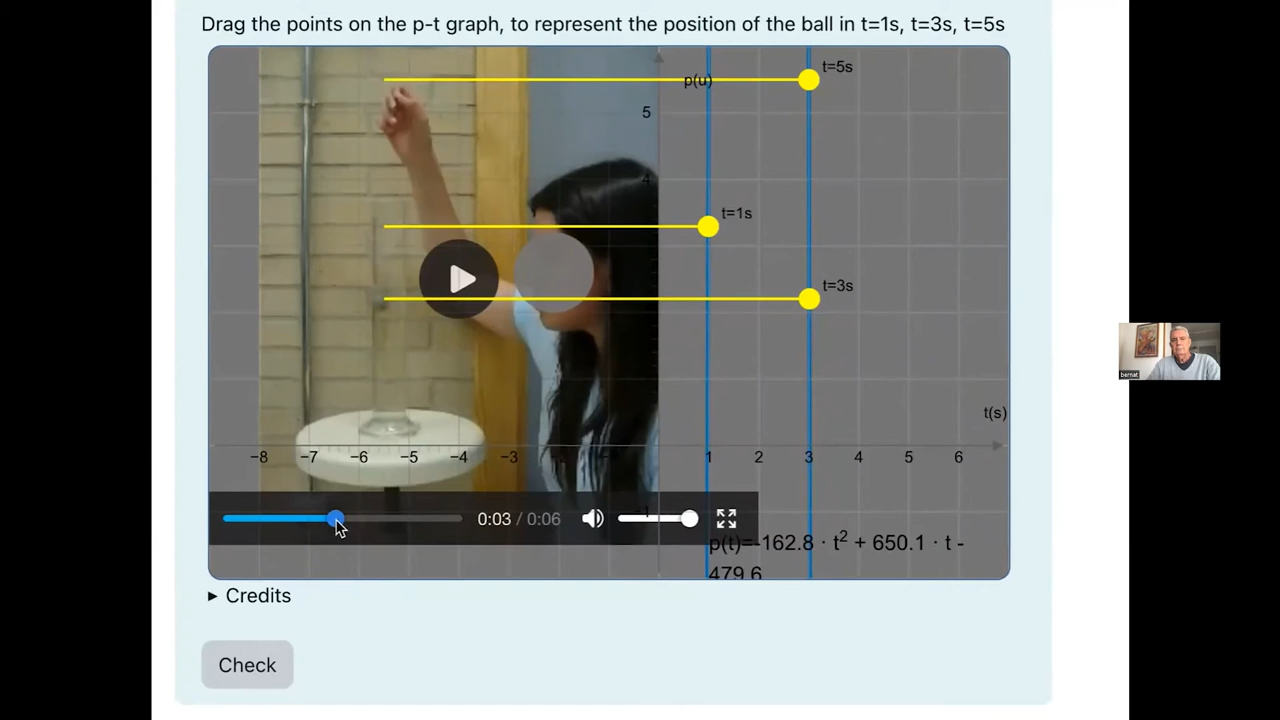 Drag the points on the p-t graph, to represent the position of the ball in t=1s, t=3s, t=5s
t=5s
p(u)
5
4
t=1s
t=3s
t(s)
−8 −7 −6 −5 −4 −3 1 2 3 4 5 6
0:03 / 0:06
p(t)=-162.8 · t² + 650.1 · t -
479.6
▸ Credits
Check
bernat